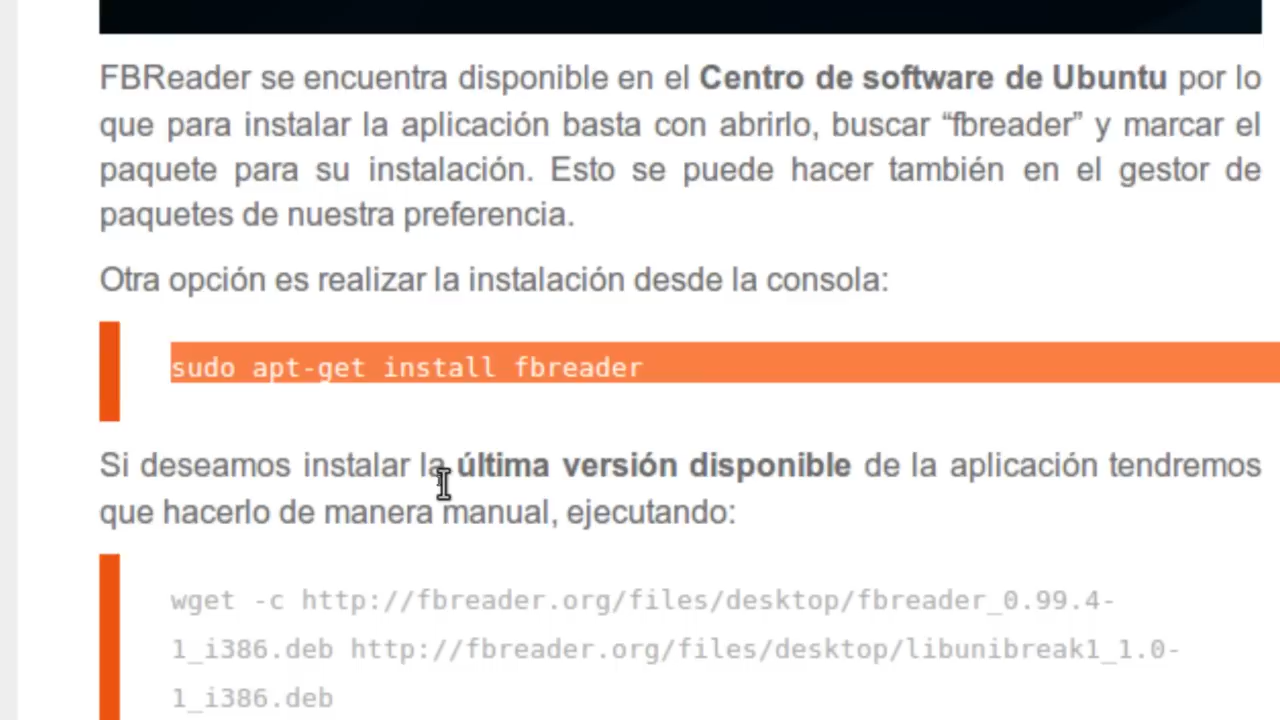 FBReader se encuentra disponible en el Centro de software de Ubuntu por lo
que para instalar la aplicación basta con abrirlo, buscar “fbreader” y marcar el
paquete para su instalación. Esto se puede hacer también en el gestor de
paquetes de nuestra preferencia.
Otra opción es realizar la instalación desde la consola:
sudo apt-get install fbreader
Si deseamos instalar la última versión disponible de la aplicación tendremos
que hacerlo de manera manual, ejecutando:
wget -c http://fbreader.org/files/desktop/fbreader_0.99.4-
1_i386.deb http://fbreader.org/files/desktop/libunibreak1_1.0-
1_i386.deb